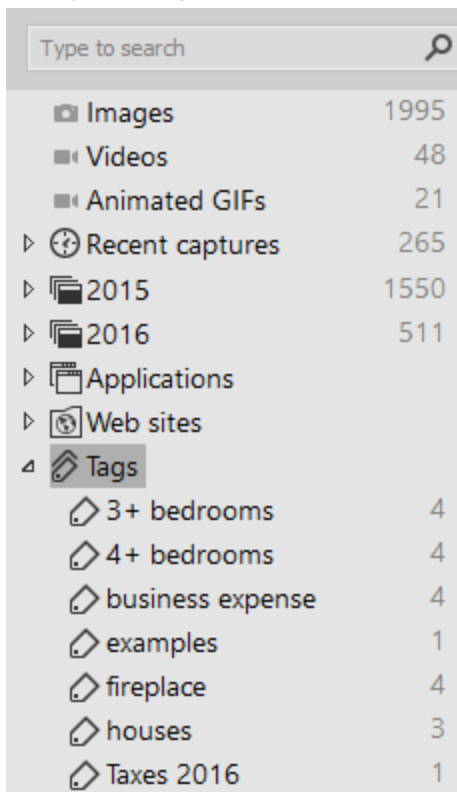 Type to search
Images 1995
Videos 48
Animated GIFs 21
Recent captures 265
2015 1550
2016 511
Applications
Web sites
Tags
3+ bedrooms 4
4+ bedrooms 4
business expense 4
examples 1
fireplace 4
houses 3
Taxes 2016 1